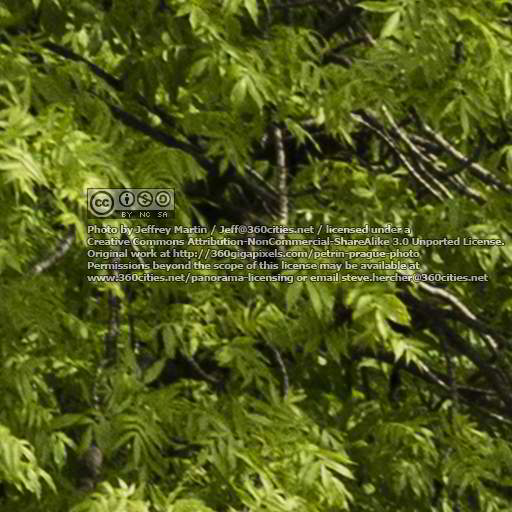 cc
BY NC SA
Photo by Jeffrey Martin / Jeff@360cities.net / licensed under a
Creative Commons Attribution-NonCommercial-ShareAlike 3.0 Unported License.
Original work at http://360gigapixels.com/petrin-prague-photo
Permissions beyond the scope of this license may be available at
www.360cities.net/panorama-licensing or email steve.hercher@360cities.net